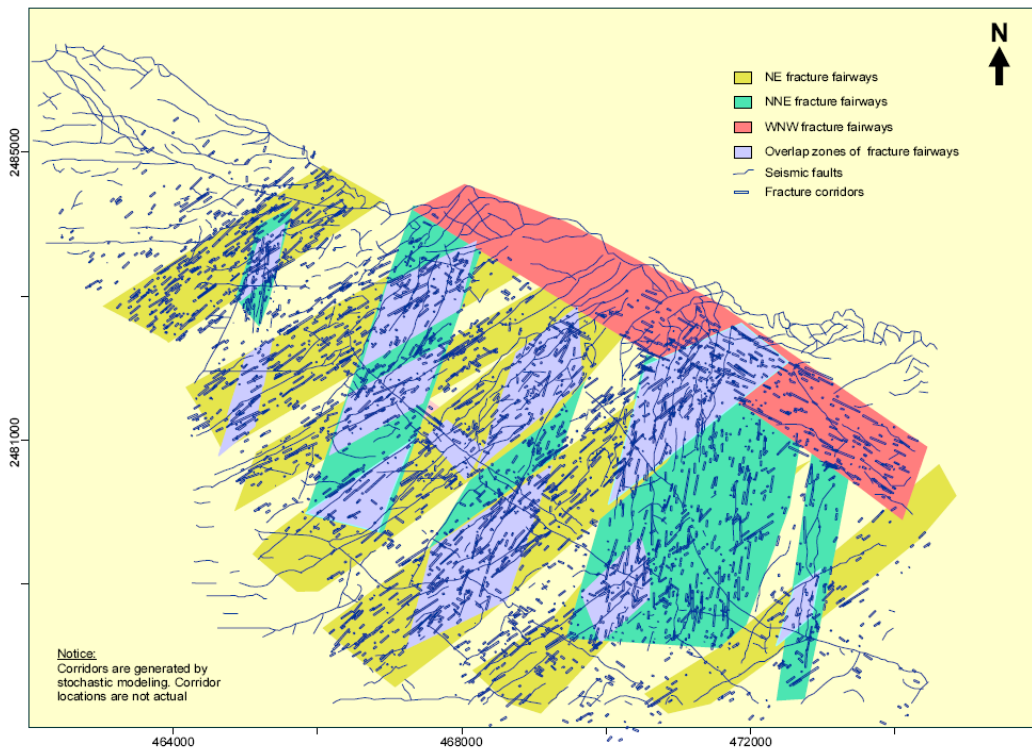 N
NE fracture fairways
NNE fracture fairways
WNW fracture fairways
Overlap zones of fracture fairways
Seismic faults
Fracture corridors
2485000
2481000
Notice:
Corridors are generated by
stochastic modeling. Corridor
locations are not actual
464000
468000
472000